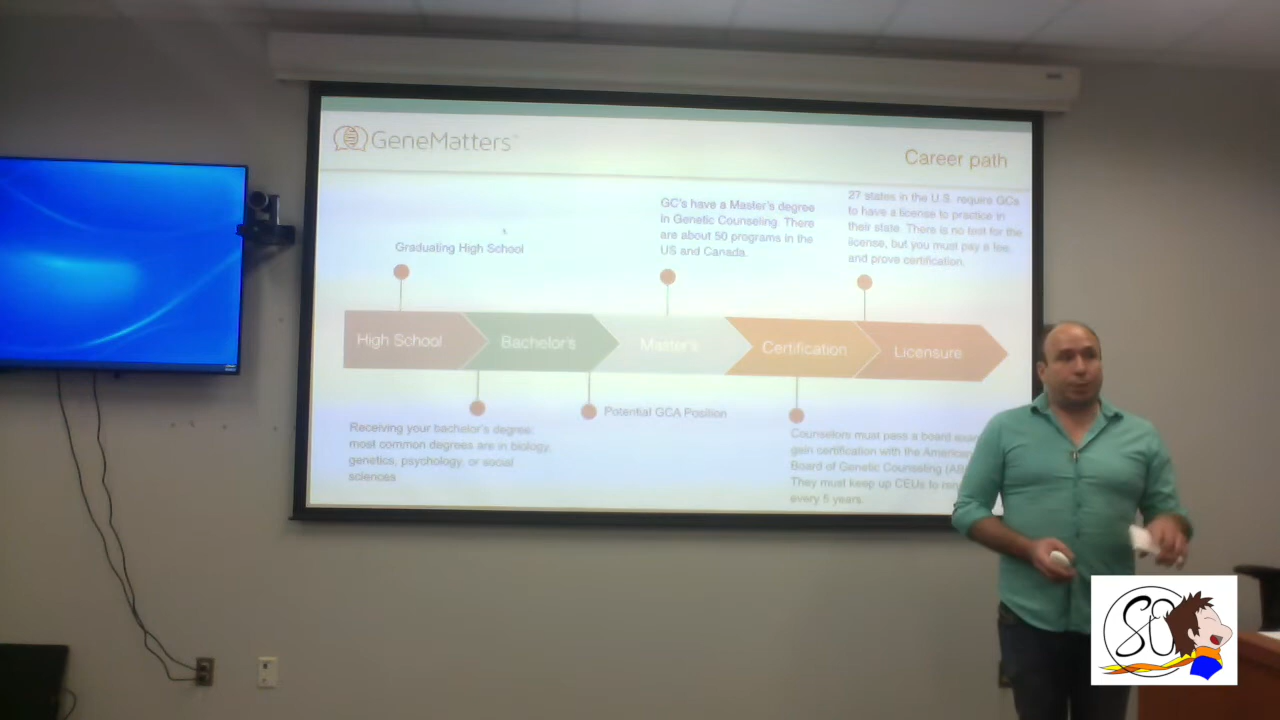 GeneMatters
Career path
Graduating High School
GC's have a Master's degree
in Genetic Counseling. There
are about 50 programs in the
US and Canada.
27 states in the U.S. require GCs
to have a license to practice in
their state. There is no test for the
license, but you must pay a fee,
and prove certification.
High School
Bachelor's
Master's
Certification
Licensure
Receiving your bachelor's degree;
most common degrees are in biology,
genetics, psychology, or social
sciences
Potential GCA Position
Counselors must pass a board
gain certification with the American
Board of Genetic Counseling
They must keep up CEUs to
every 5 years.